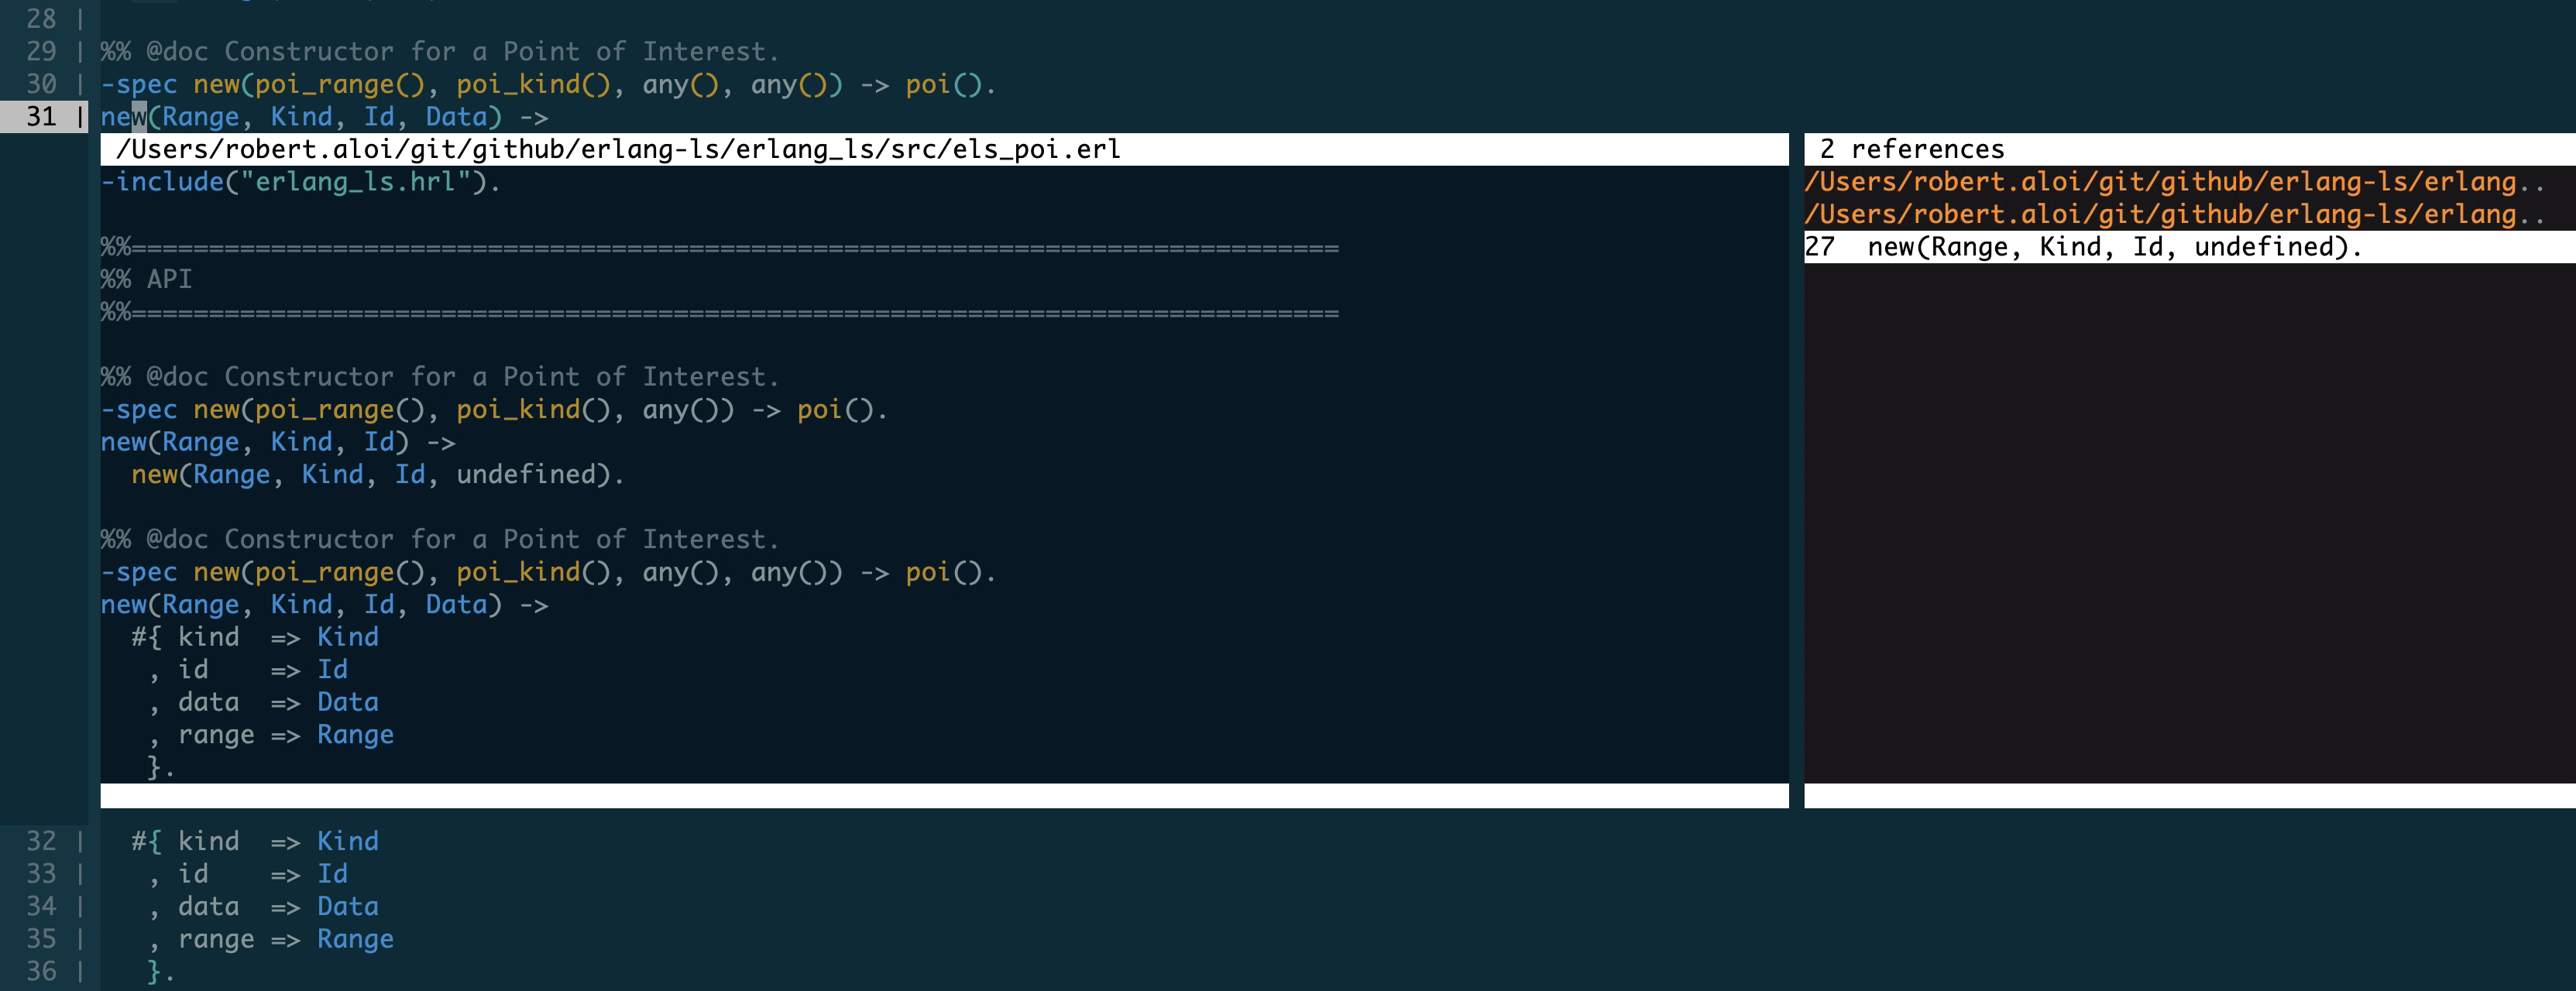 28 |
29 | %% @doc Constructor for a Point of Interest.
30 | -spec new(poi_range(), poi_kind(), any(), any()) -> poi().
31 | new(Range, Kind, Id, Data) ->
/Users/robert.aloi/git/github/erlang-ls/erlang_ls/src/els_poi.erl
-include("erlang_ls.hrl").
%%==============================================================================
%% API
%%==============================================================================
%% @doc Constructor for a Point of Interest.
-spec new(poi_range(), poi_kind(), any()) -> poi().
new(Range, Kind, Id) ->
  new(Range, Kind, Id, undefined).
%% @doc Constructor for a Point of Interest.
-spec new(poi_range(), poi_kind(), any(), any()) -> poi().
new(Range, Kind, Id, Data) ->
  #{ kind  => Kind
   , id    => Id
   , data  => Data
   , range => Range
   }.
2 references
/Users/robert.aloi/git/github/erlang-ls/erlang..
/Users/robert.aloi/git/github/erlang-ls/erlang..
27  new(Range, Kind, Id, undefined).
32 |   #{ kind  => Kind
33 |    , id    => Id
34 |    , data  => Data
35 |    , range => Range
36 |    }.